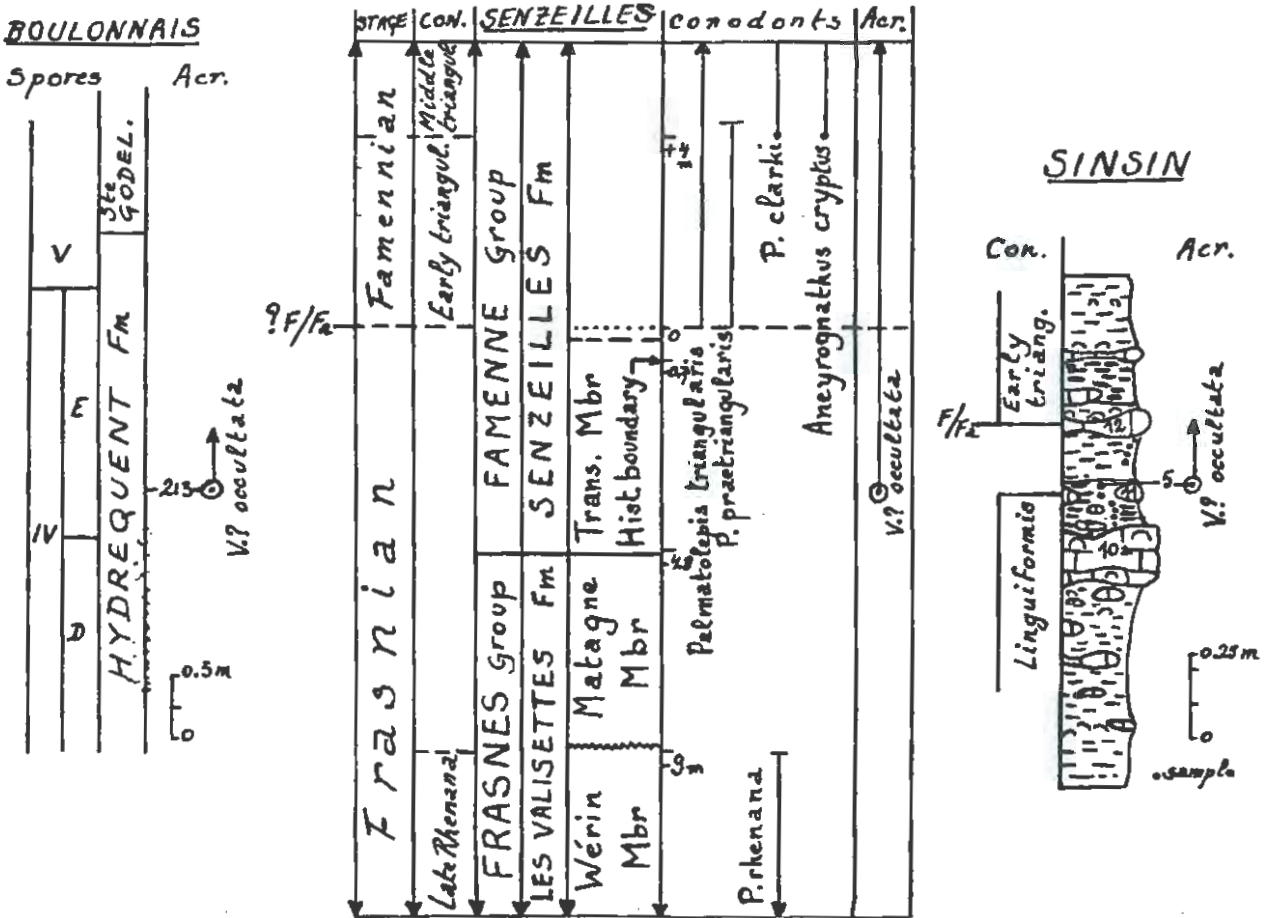 BOULONNAIS
Spores
Acr.
Ste GODEL.
V
HYDREQUENT Fm
E
IV
D
213
V.? occultata
0.5m
0
STAGE
CON.
SENZEILLES
conodonts
Acr.
Famennian
Middle triangul.
Early triangul.
? F/Fa
Frasnian
Late Rhenana
FAMENNE Group
SENZEILLES Fm
FRASNES Group
LES VALISETTES Fm
Trans. Mbr
Hist boundary
Matagne Mbr
Wérin Mbr
0
9m
Palmatolepis triangularis
P. praetriangularis
P. clarki
Aneyrognathus cryptus
P. rhenana
V.? occultata
SINSIN
Con.
Acr.
Early triang.
F/Fa
Linguiformis
12
5
10a
V.? occultata
0.25m
0
.sample